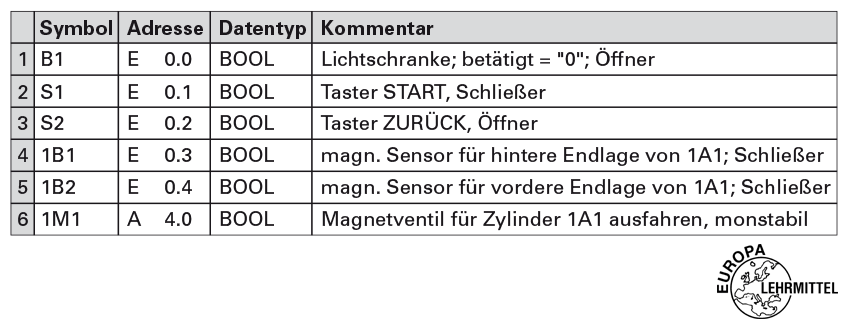 Symbol Adresse Datentyp Kommentar
1 B1 E 0.0 BOOL Lichtschranke; betätigt = "0"; Öffner
2 S1 E 0.1 BOOL Taster START, Schließer
3 S2 E 0.2 BOOL Taster ZURÜCK, Öffner
4 1B1 E 0.3 BOOL magn. Sensor für hintere Endlage von 1A1; Schließer
5 1B2 E 0.4 BOOL magn. Sensor für vordere Endlage von 1A1; Schließer
6 1M1 A 4.0 BOOL Magnetventil für Zylinder 1A1 ausfahren, monstabil
EUROPA
LEHRMITTEL